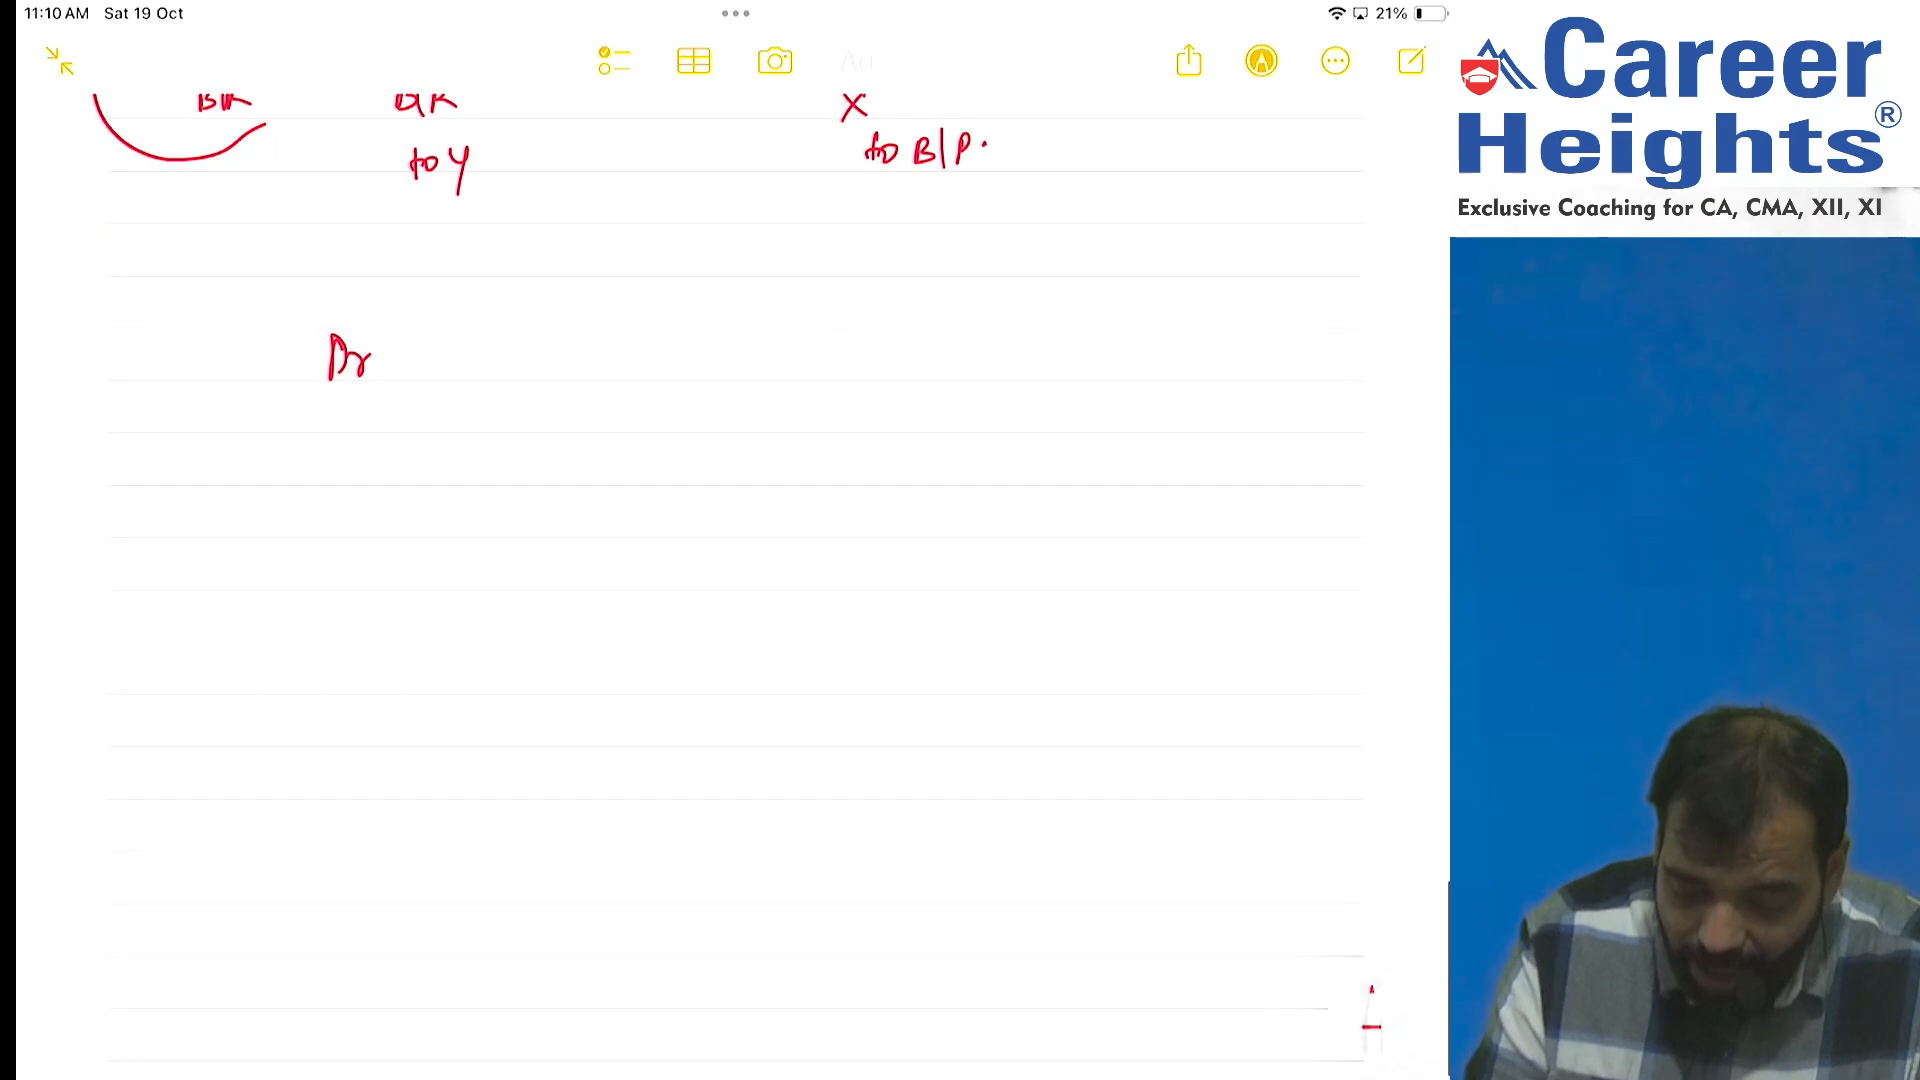 11:10 AM Sat 19 Oct
21%
Career
Heights®
Exclusive Coaching for CA, CMA, XII, XI
X
to Y
to B/P.
Dr